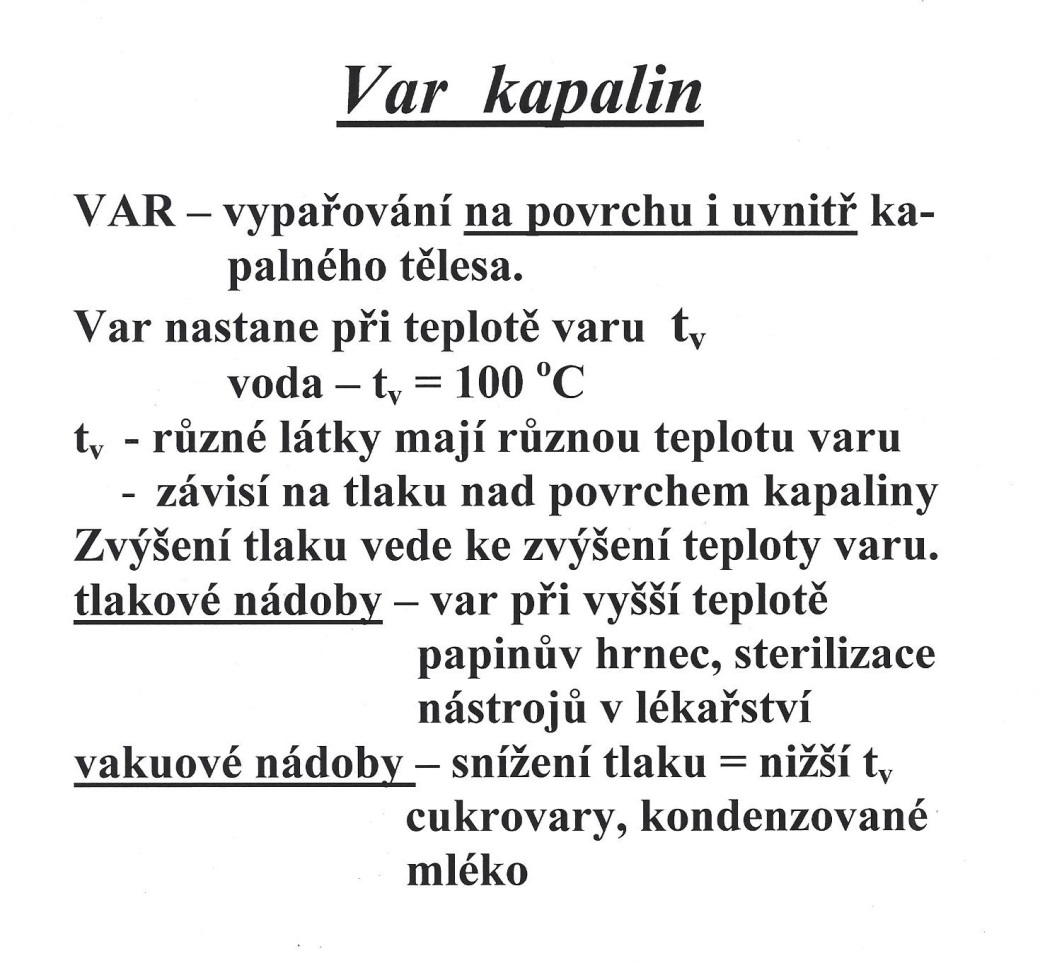 Var kapalin
VAR – vypařování na povrchu i uvnitř ka-
palného tělesa.
Var nastane při teplotě varu tv
voda – tv = 100 °C
tv - různé látky mají různou teplotu varu
- závisí na tlaku nad povrchem kapaliny
Zvýšení tlaku vede ke zvýšení teploty varu.
tlakové nádoby – var při vyšší teplotě
papinův hrnec, sterilizace
nástrojů v lékařství
vakuové nádoby – snížení tlaku = nižší tv
cukrovary, kondenzované
mléko